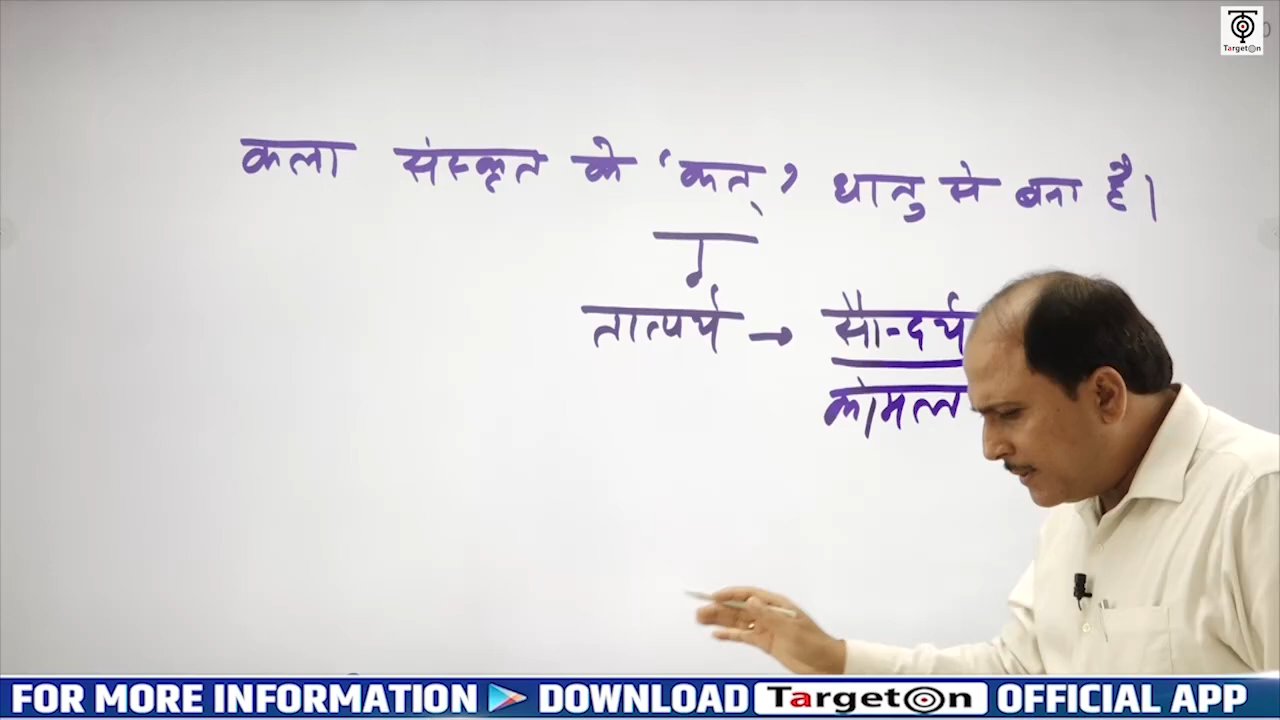 TargetOn
कला संस्कृत के 'कल्' धातु से बना है।
तात्पर्य → सौन्दर्य
कोमल
FOR MORE INFORMATION DOWNLOAD TargetOn OFFICIAL APP